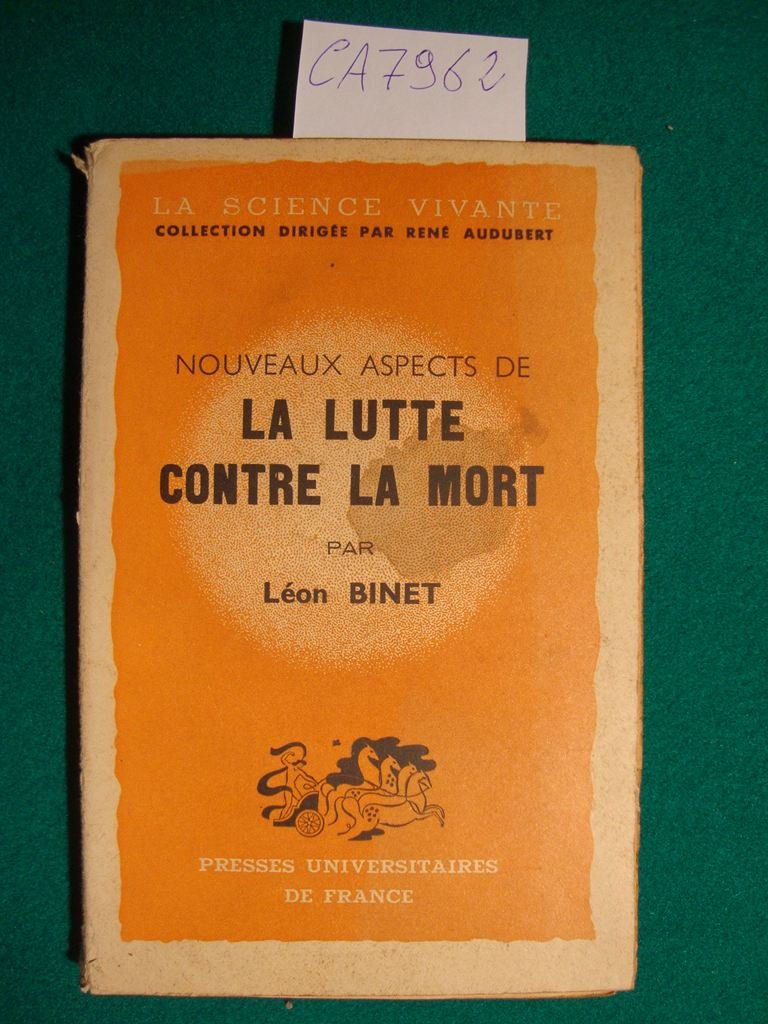 CA7962
LA SCIENCE VIVANTE
COLLECTION DIRIGÉE PAR RENÉ AUDUBERT
NOUVEAUX ASPECTS DE
LA LUTTE
CONTRE LA MORT
PAR
Léon BINET
PRESSES UNIVERSITAIRES
DE FRANCE